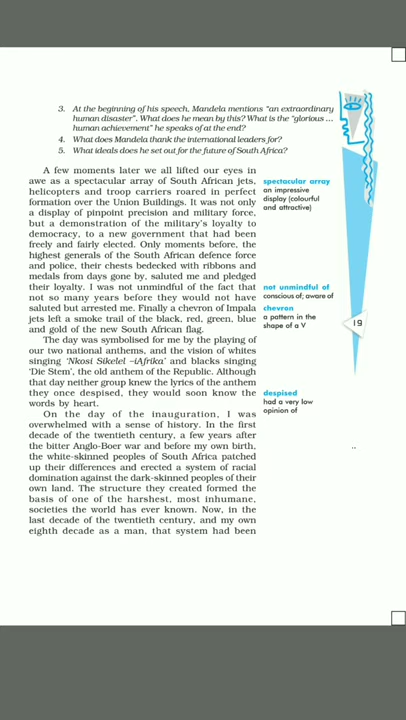 3. At the beginning of his speech, Mandela mentions “an extraordinary
human disaster”. What does he mean by this? What is the “glorious ...
human achievement” he speaks of at the end?
4. What does Mandela thank the international leaders for?
5. What ideals does he set out for the future of South Africa?
A few moments later we all lifted our eyes in
awe as a spectacular array of South African jets,
helicopters and troop carriers roared in perfect
formation over the Union Buildings. It was not only
a display of pinpoint precision and military force,
but a demonstration of the military’s loyalty to
democracy, to a new government that had been
freely and fairly elected. Only moments before, the
highest generals of the South African defence force
and police, their chests bedecked with ribbons and
medals from days gone by, saluted me and pledged
their loyalty. I was not unmindful of the fact that
not so many years before they would not have
saluted but arrested me. Finally a chevron of Impala
jets left a smoke trail of the black, red, green, blue
and gold of the new South African flag.
The day was symbolised for me by the playing of
our two national anthems, and the vision of whites
singing ‘Nkosi Sikelel –iAfrika’ and blacks singing
‘Die Stem’, the old anthem of the Republic. Although
that day neither group knew the lyrics of the anthem
they once despised, they would soon know the
words by heart.
On the day of the inauguration, I was
overwhelmed with a sense of history. In the first
decade of the twentieth century, a few years after
the bitter Anglo-Boer war and before my own birth,
the white-skinned peoples of South Africa patched
up their differences and erected a system of racial
domination against the dark-skinned peoples of their
own land. The structure they created formed the
basis of one of the harshest, most inhumane,
societies the world has ever known. Now, in the
last decade of the twentieth century, and my own
eighth decade as a man, that system had been
spectacular array
an impressive
display (colourful
and attractive)
not unmindful of
conscious of; aware of
chevron
a pattern in the
shape of a V
despised
had a very low
opinion of
19